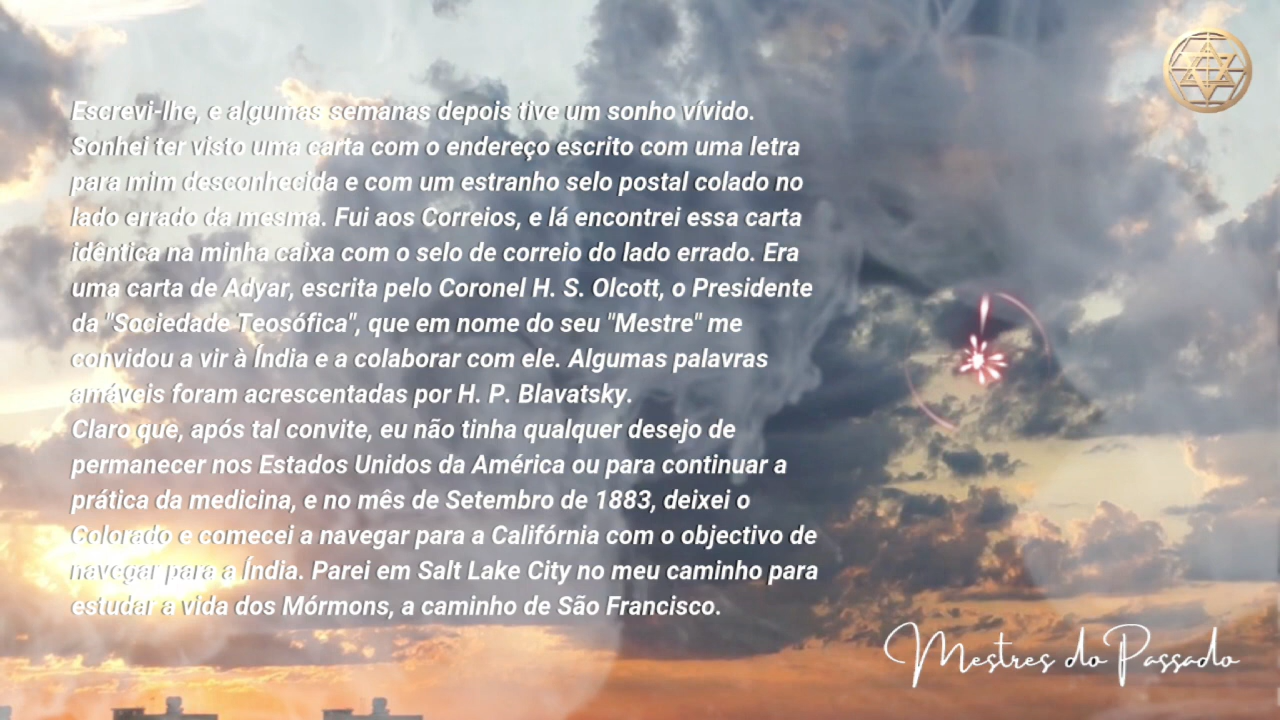 Escrevi-lhe, e algumas semanas depois tive um sonho vívido.
Sonhei ter visto uma carta com o endereço escrito com uma letra
para mim desconhecida e com um estranho selo postal colado no
lado errado da mesma. Fui aos Correios, e lá encontrei essa carta
idêntica na minha caixa com o selo de correio do lado errado. Era
uma carta de Adyar, escrita pelo Coronel H. S. Olcott, o Presidente
da "Sociedade Teosófica", que em nome do seu "Mestre" me
convidou a vir à Índia e a colaborar com ele. Algumas palavras
amáveis foram acrescentadas por H. P. Blavatsky.
Claro que, após tal convite, eu não tinha qualquer desejo de
permanecer nos Estados Unidos da América ou para continuar a
prática da medicina, e no mês de Setembro de 1883, deixei o
Colorado e comecei a navegar para a Califórnia com o objectivo de
navegar para a Índia. Parei em Salt Lake City no meu caminho para
estudar a vida dos Mórmons, a caminho de São Francisco.
Mestres do Passado